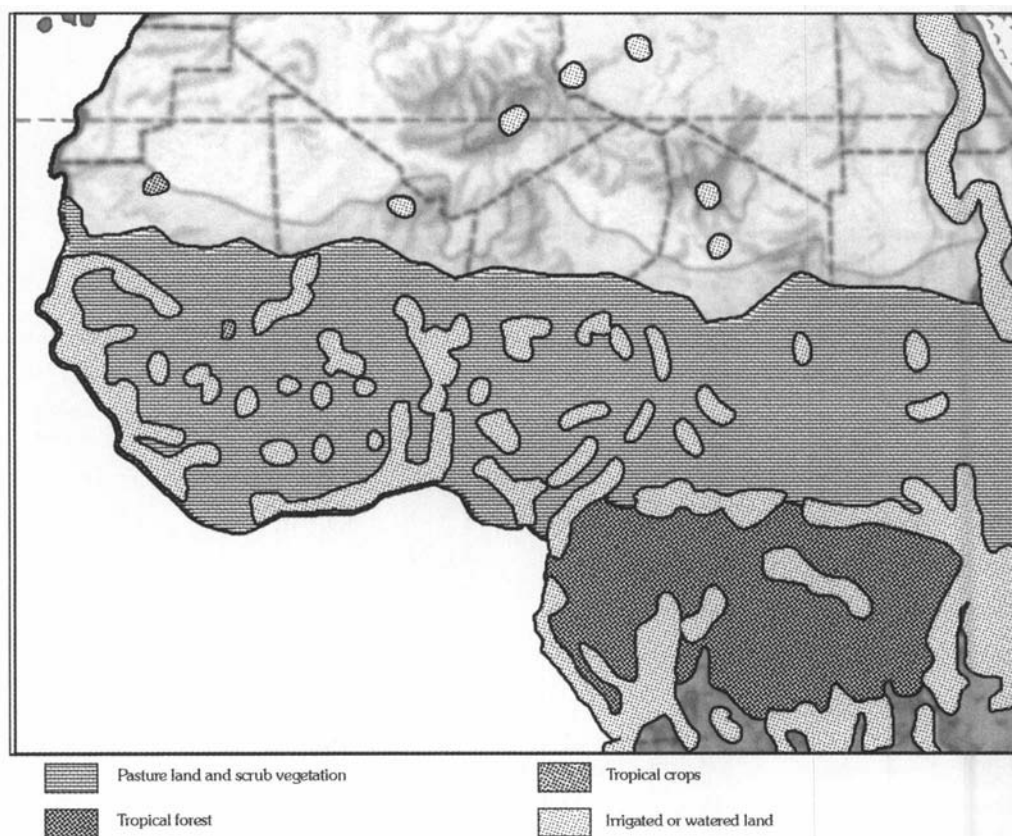 Pasture land and scrub vegetation
Tropical crops
Tropical forest
Irrigated or watered land